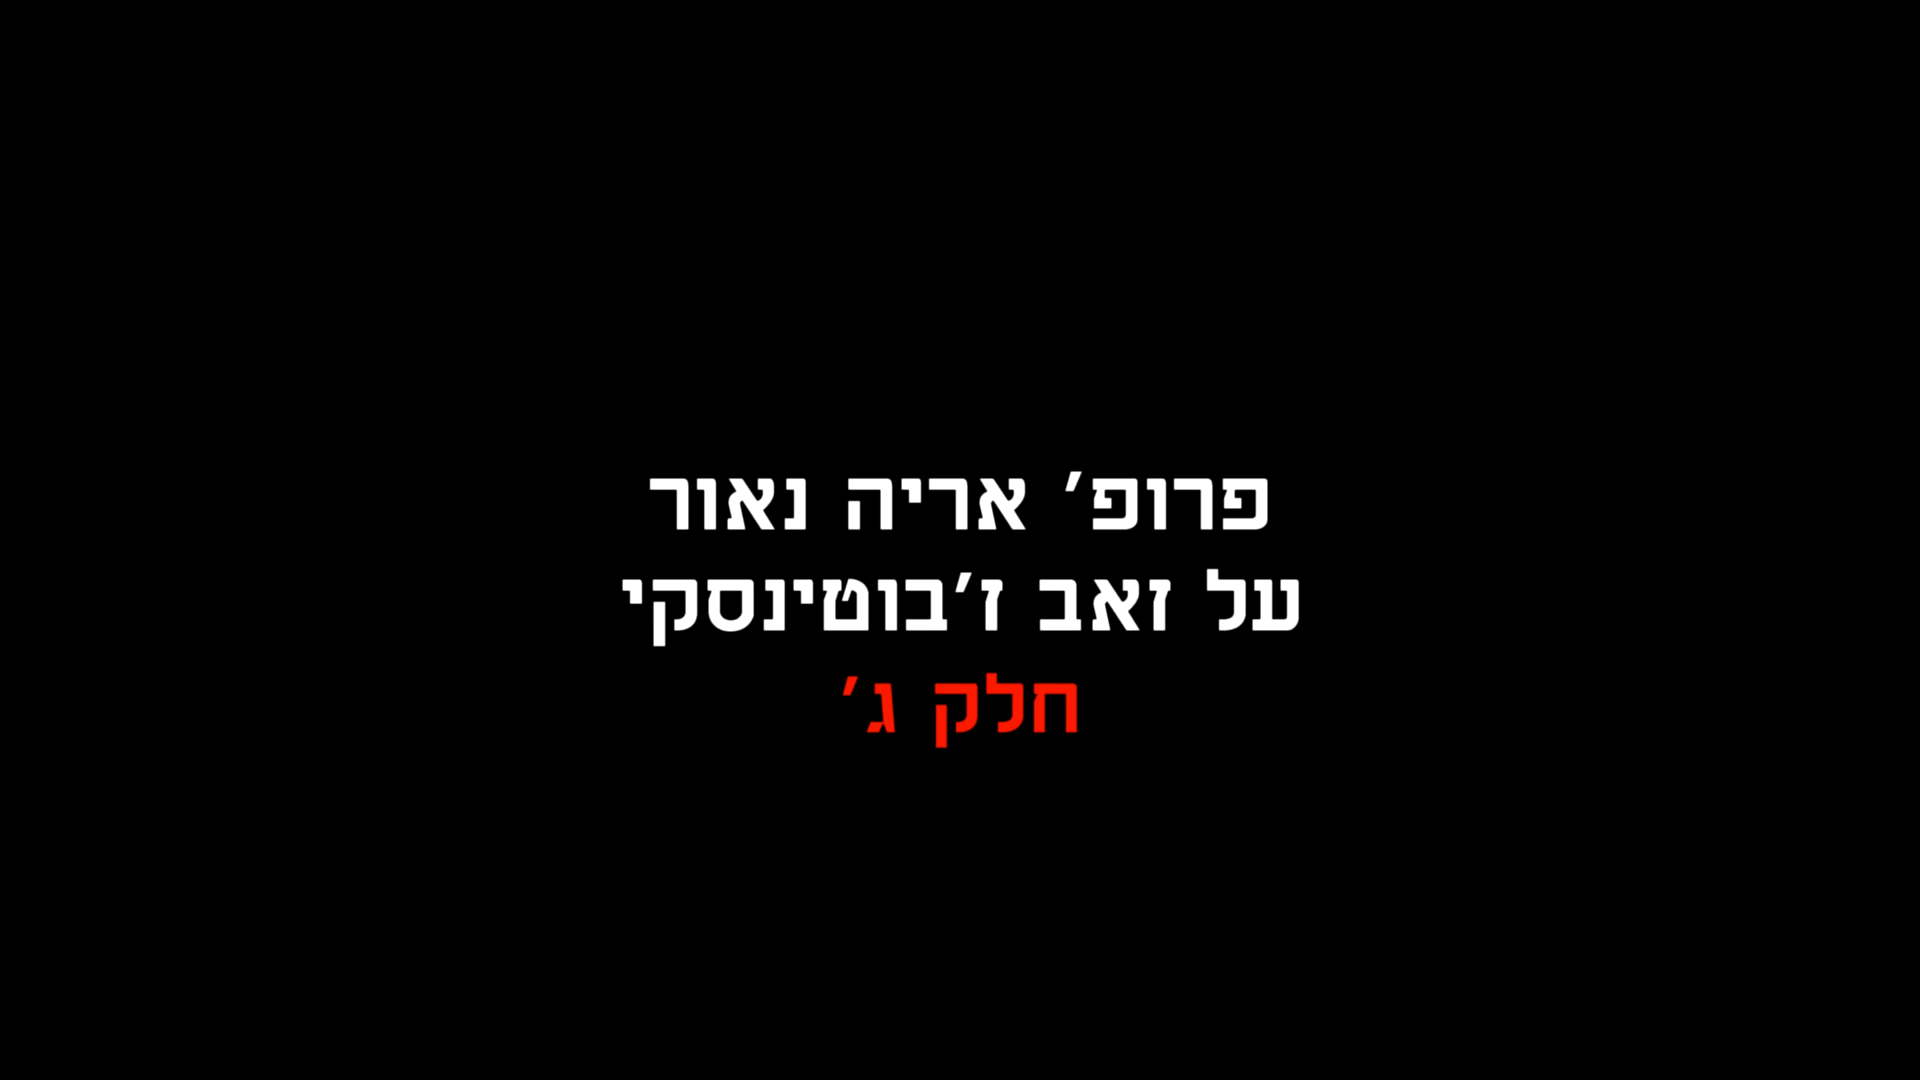 פרופ' אריה נאור
על זאב ז'בוטינסקי
חלק ג'